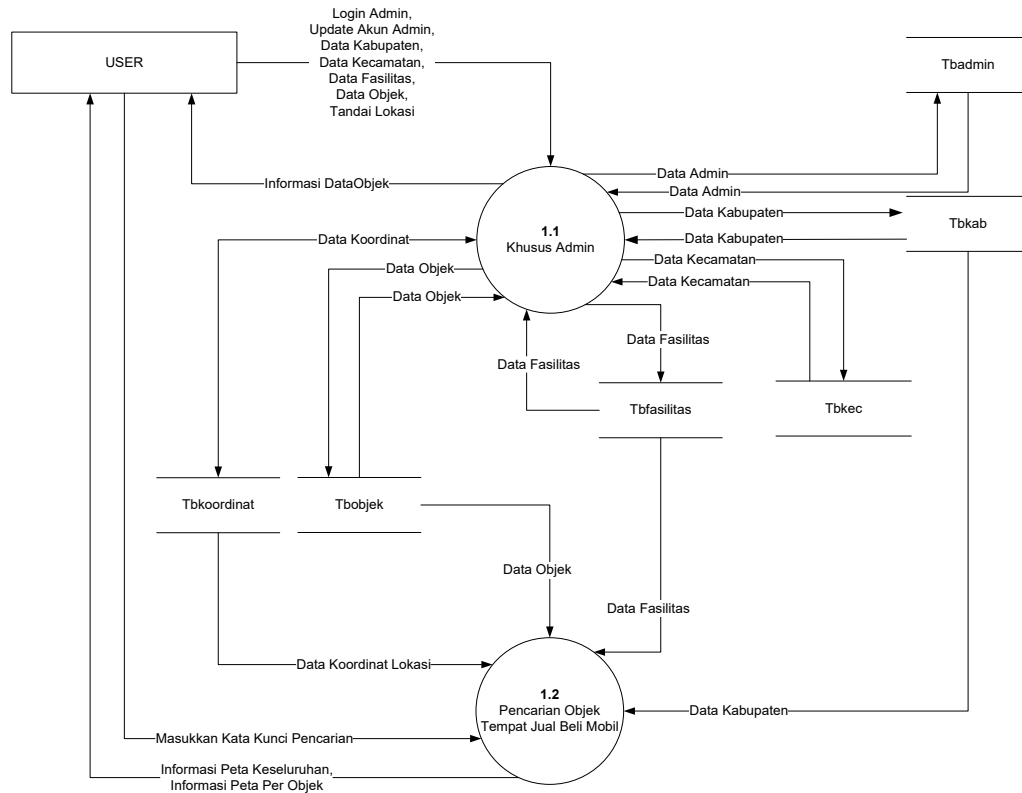 Login Admin,
Update Akun Admin,
Data Kabupaten,
Data Kecamatan,
Data Fasilitas,
Data Objek,
Tandai Lokasi
USER
Tbadmin
Informasi DataObjek
Data Admin
Data Admin
Data Kabupaten
Tbkab
1.1
Khusus Admin
Data Koordinat
Data Kabupaten
Data Kecamatan
Data Objek
Data Kecamatan
Data Objek
Data Fasilitas
Data Fasilitas
Tbfasilitas
Tbkec
Tbkoordinat
Tbobjek
Data Objek
Data Fasilitas
Data Koordinat Lokasi
1.2
Pencarian Objek
Tempat Jual Beli Mobil
Data Kabupaten
Masukkan Kata Kunci Pencarian
Informasi Peta Keseluruhan,
Informasi Peta Per Objek